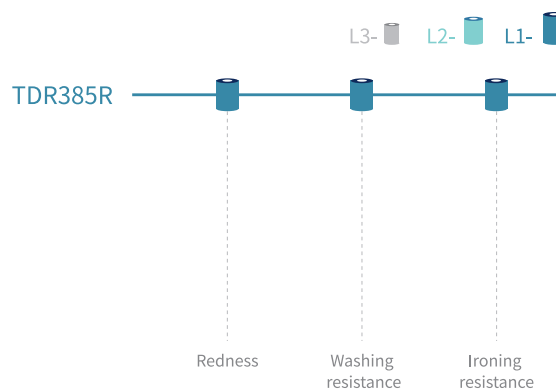 L3-
L2-
L1-
TDR385R
Redness
Washing
resistance
Ironing
resistance